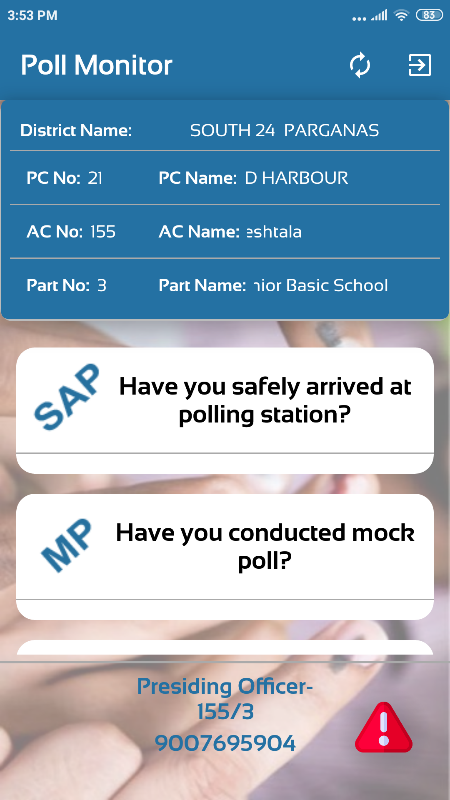 3:53 PM 83
Poll Monitor
District Name: SOUTH 24 PARGANAS
PC No: 21 PC Name: D HARBOUR
AC No: 155 AC Name: eshtala
Part No: 3 Part Name: nior Basic School
SAP Have you safely arrived at
polling station?
MP Have you conducted mock
poll?
Presiding Officer-
155/3
9007695904